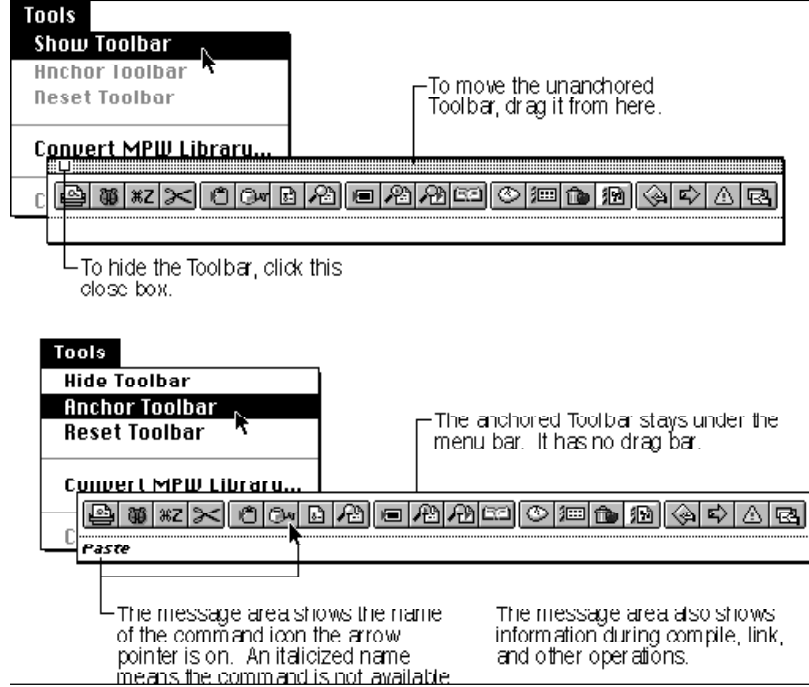 Tools
Show Toolbar
Anchor Toolbar
Reset Toolbar
Convert MPW Library...
C
To move the unanchored
Toolbar, drag it from here.
⌘Z
To hide the Toolbar, click this
close box.
Tools
Hide Toolbar
Anchor Toolbar
Reset Toolbar
Convert MPW Library...
C
The anchored Toolbar stays under the
menu bar. It has no drag bar.
⌘Z
Paste
The message area shows the name
of the command icon the arrow
pointer is on. An italicized name
means the command is not available
The message area also shows
information during compile, link,
and other operations.